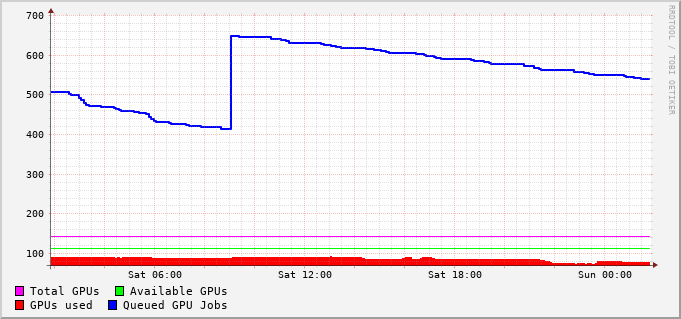 700
600
500
400
300
200
100
Sat 06:00 Sat 12:00 Sat 18:00 Sun 00:00
Total GPUs Available GPUs
GPUs used Queued GPU Jobs
RRDTOOL / TOBI OETIKER